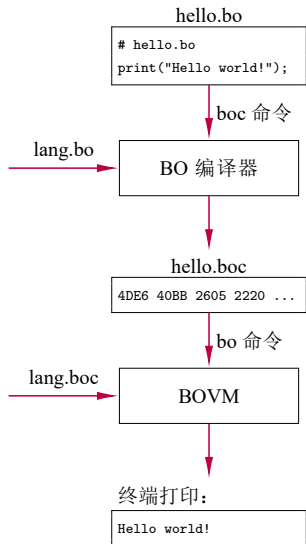 hello.bo
# hello.bo
print("Hello world!");
boc 命令
lang.bo
BO 编译器
hello.boc
4DE6 40BB 2605 2220 ...
bo 命令
lang.boc
BOVM
终端打印：
Hello world!